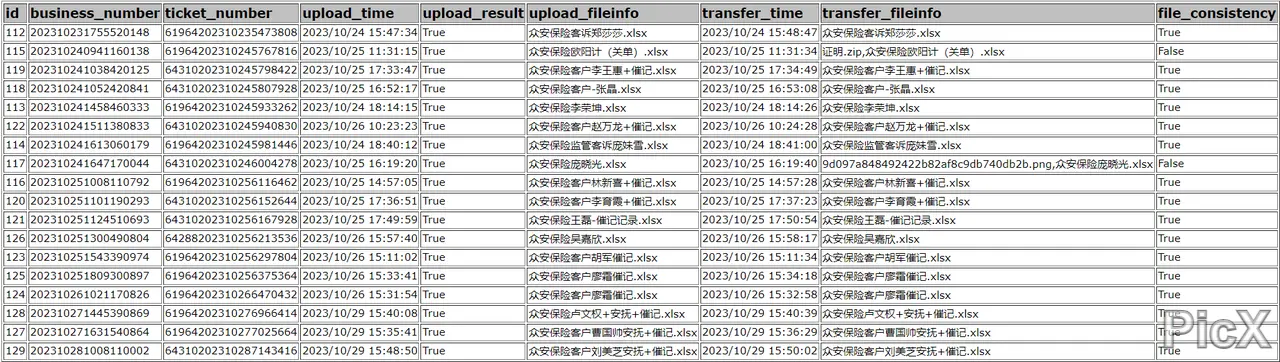 id business_number ticket_number upload_time upload_result upload_fileinfo transfer_time transfer_fileinfo file_consistency
112 202310231755520148 61964202310235473808 2023/10/24 15:47:34 True 众安保险客诉郑莎莎.xlsx 2023/10/24 15:48:47 众安保险客诉郑莎莎.xlsx True
115 202310240941160138 61964202310245767816 2023/10/25 11:31:15 True 众安保险欧阳计（关单）.xlsx 2023/10/25 11:31:34 证明.zip,众安保险欧阳计（关单）.xlsx False
119 202310241038420125 64310202310245798422 2023/10/25 17:33:47 True 众安保险客户李王惠+催记.xlsx 2023/10/25 17:34:49 众安保险客户李王惠+催记.xlsx True
118 202310241052420841 64310202310245807928 2023/10/25 16:52:17 True 众安保险客户-张晶.xlsx 2023/10/25 16:53:08 众安保险客户-张晶.xlsx True
113 202310241458460333 61964202310245933262 2023/10/24 18:14:15 True 众安保险李荣坤.xlsx 2023/10/24 18:14:26 众安保险李荣坤.xlsx True
122 202310241511380833 64310202310245940830 2023/10/26 10:23:23 True 众安保险客户赵万龙+催记.xlsx 2023/10/26 10:24:28 众安保险客户赵万龙+催记.xlsx True
114 202310241613060179 61964202310245981446 2023/10/24 18:40:12 True 众安保险监管客诉庞妹雪.xlsx 2023/10/24 18:41:00 众安保险监管客诉庞妹雪.xlsx True
117 202310241647170044 64310202310246004278 2023/10/25 16:19:20 True 众安保险庞晓光.xlsx 2023/10/25 16:19:40 9d097a848492422b82af8c9db740db2b.png,众安保险庞晓光.xlsx False
116 202310251008110792 61964202310256116462 2023/10/25 14:57:05 True 众安保险客户林新喜+催记.xlsx 2023/10/25 14:57:28 众安保险客户林新喜+催记.xlsx True
120 202310251101190293 64310202310256152644 2023/10/25 17:36:51 True 众安保险客户李育霞+催记.xlsx 2023/10/25 17:37:23 众安保险客户李育霞+催记.xlsx True
121 202310251124510693 64310202310256167928 2023/10/25 17:49:59 True 众安保险王磊-催记记录.xlsx 2023/10/25 17:50:54 众安保险王磊-催记记录.xlsx True
126 202310251300490804 64288202310256213536 2023/10/26 15:57:40 True 众安保险吴嘉欣.xlsx 2023/10/26 15:58:17 众安保险吴嘉欣.xlsx True
123 202310251543390974 61964202310256297804 2023/10/26 15:11:02 True 众安保险客户胡军催记.xlsx 2023/10/26 15:11:34 众安保险客户胡军催记.xlsx True
125 202310251809300897 61964202310256375364 2023/10/26 15:33:41 True 众安保险客户廖霜催记.xlsx 2023/10/26 15:34:18 众安保险客户廖霜催记.xlsx True
124 202310261021170826 61964202310266470432 2023/10/26 15:31:54 True 众安保险客户廖霜催记.xlsx 2023/10/26 15:32:58 众安保险客户廖霜催记.xlsx True
128 202310271445390869 61964202310276966414 2023/10/29 15:40:08 True 众安保险卢文权+安抚+催记.xlsx 2023/10/29 15:40:39 众安保险卢文权+安抚+催记.xlsx True
127 202310271631540864 61964202310277025664 2023/10/29 15:35:41 True 众安保险客户曹国帅安抚+催记.xlsx 2023/10/29 15:36:29 众安保险客户曹国帅安抚+催记.xlsx True
129 202310281008110002 64310202310287143416 2023/10/29 15:48:50 True 众安保险客户刘美芝安抚+催记.xlsx 2023/10/29 15:50:02 众安保险客户刘美芝安抚+催记.xlsx True
PicX